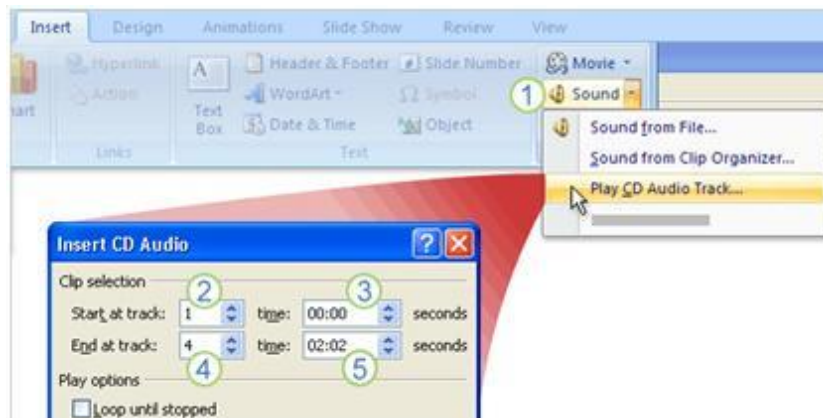 Insert Design Animations Slide Show Review View
Hyperlink
Action
Text Box
Header & Footer
WordArt
Date & Time
Slide Number
Symbol
Object
Links
Text
Movie
1 Sound
Sound from File...
Sound from Clip Organizer...
Play CD Audio Track...
Insert CD Audio ?
Clip selection
2 3
Start at track: 1 time: 00:00 seconds
End at track: 4 time: 02:02 seconds
4 5
Play options
Loop until stopped